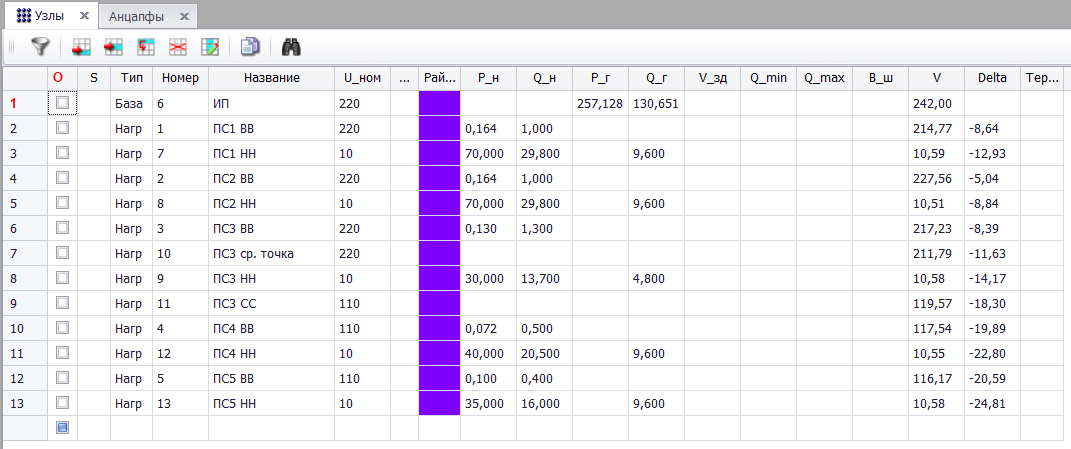 Узлы Анцапфы
O S Тип Номер Название U_ном ... Рай... P_н Q_н P_г Q_г V_зд Q_min Q_max B_ш V Delta Тер...
1 База 6 ИП 220 257,128 130,651 242,00
2 Нагр 1 ПС1 ВВ 220 0,164 1,000 214,77 -8,64
3 Нагр 7 ПС1 НН 10 70,000 29,800 9,600 10,59 -12,93
4 Нагр 2 ПС2 ВВ 220 0,164 1,000 227,56 -5,04
5 Нагр 8 ПС2 НН 10 70,000 29,800 9,600 10,51 -8,84
6 Нагр 3 ПС3 ВВ 220 0,130 1,300 217,23 -8,39
7 Нагр 10 ПС3 ср. точка 220 211,79 -11,63
8 Нагр 9 ПС3 НН 10 30,000 13,700 4,800 10,58 -14,17
9 Нагр 11 ПС3 СС 110 119,57 -18,30
10 Нагр 4 ПС4 ВВ 110 0,072 0,500 117,54 -19,89
11 Нагр 12 ПС4 НН 10 40,000 20,500 9,600 10,55 -22,80
12 Нагр 5 ПС5 ВВ 110 0,100 0,400 116,17 -20,59
13 Нагр 13 ПС5 НН 10 35,000 16,000 9,600 10,58 -24,81